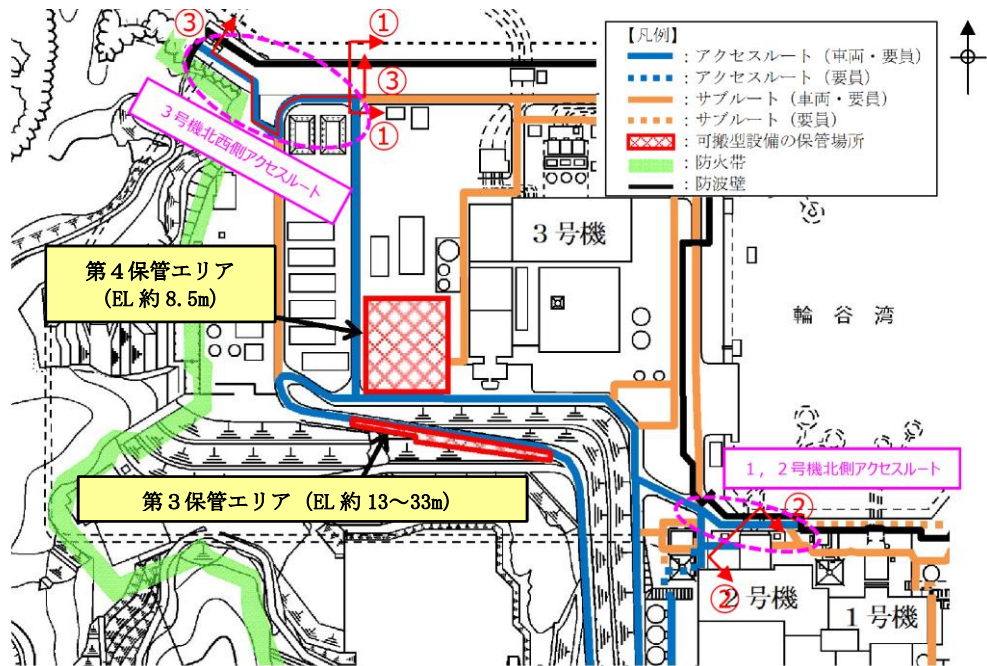 【凡例】
：アクセスルート（車両・要員）
：アクセスルート（要員）
：サブルート（車両・要員）
：サブルート（要員）
：可搬型設備の保管場所
：防火帯
：防波壁
③
①
③
①
3号機北西側アクセスルート
3号機
第4保管エリア
(EL 約 8.5m)
輪谷湾
1，2号機北側アクセスルート
第3保管エリア（EL 約 13～33m）
②
②
2号機
1号機